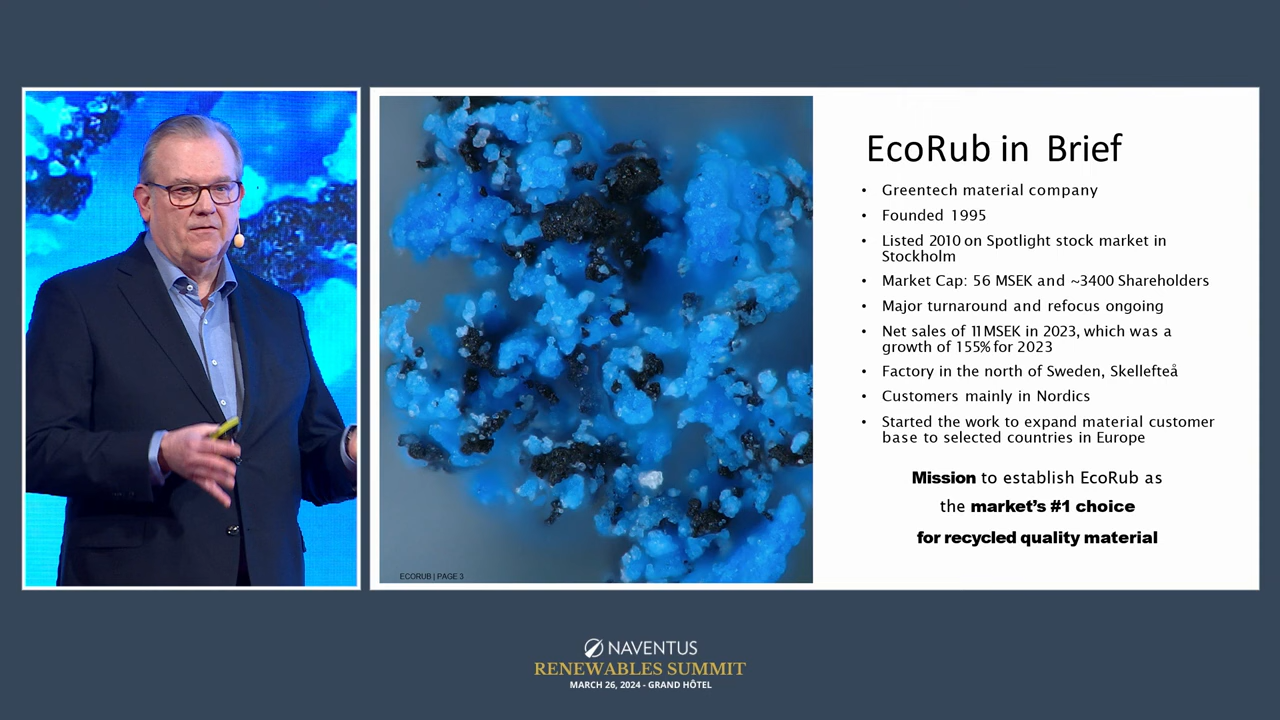 EcoRub in Brief
• Greentech material company
• Founded 1995
• Listed 2010 on Spotlight stock market in
Stockholm
• Market Cap: 56 MSEK and ~3400 Shareholders
• Major turnaround and refocus ongoing
• Net sales of 11MSEK in 2023, which was a
growth of 155% for 2023
• Factory in the north of Sweden, Skellefteå
• Customers mainly in Nordics
• Started the work to expand material customer
base to selected countries in Europe
Mission to establish EcoRub as
the market's #1 choice
for recycled quality material
ECORUB | PAGE 3
NAVENTUS
RENEWABLES SUMMIT
MARCH 26, 2024 - GRAND HÔTEL